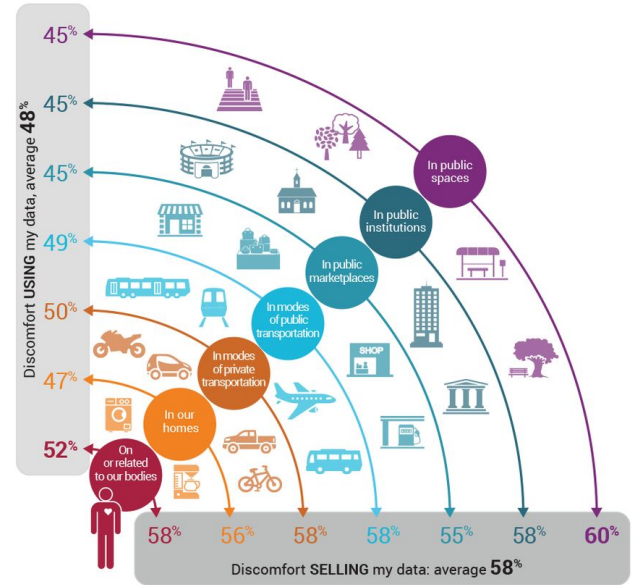 Discomfort USING my data, average 48%
45%
45%
45%
49%
50%
47%
52%
In public
spaces
In public
institutions
In public
marketplaces
In modes
of public
transportation
In modes
of private
transportation
In our
homes
On
or related
to our bodies
SHOP
58%
56%
58%
58%
55%
58%
60%
Discomfort SELLING my data: average 58%